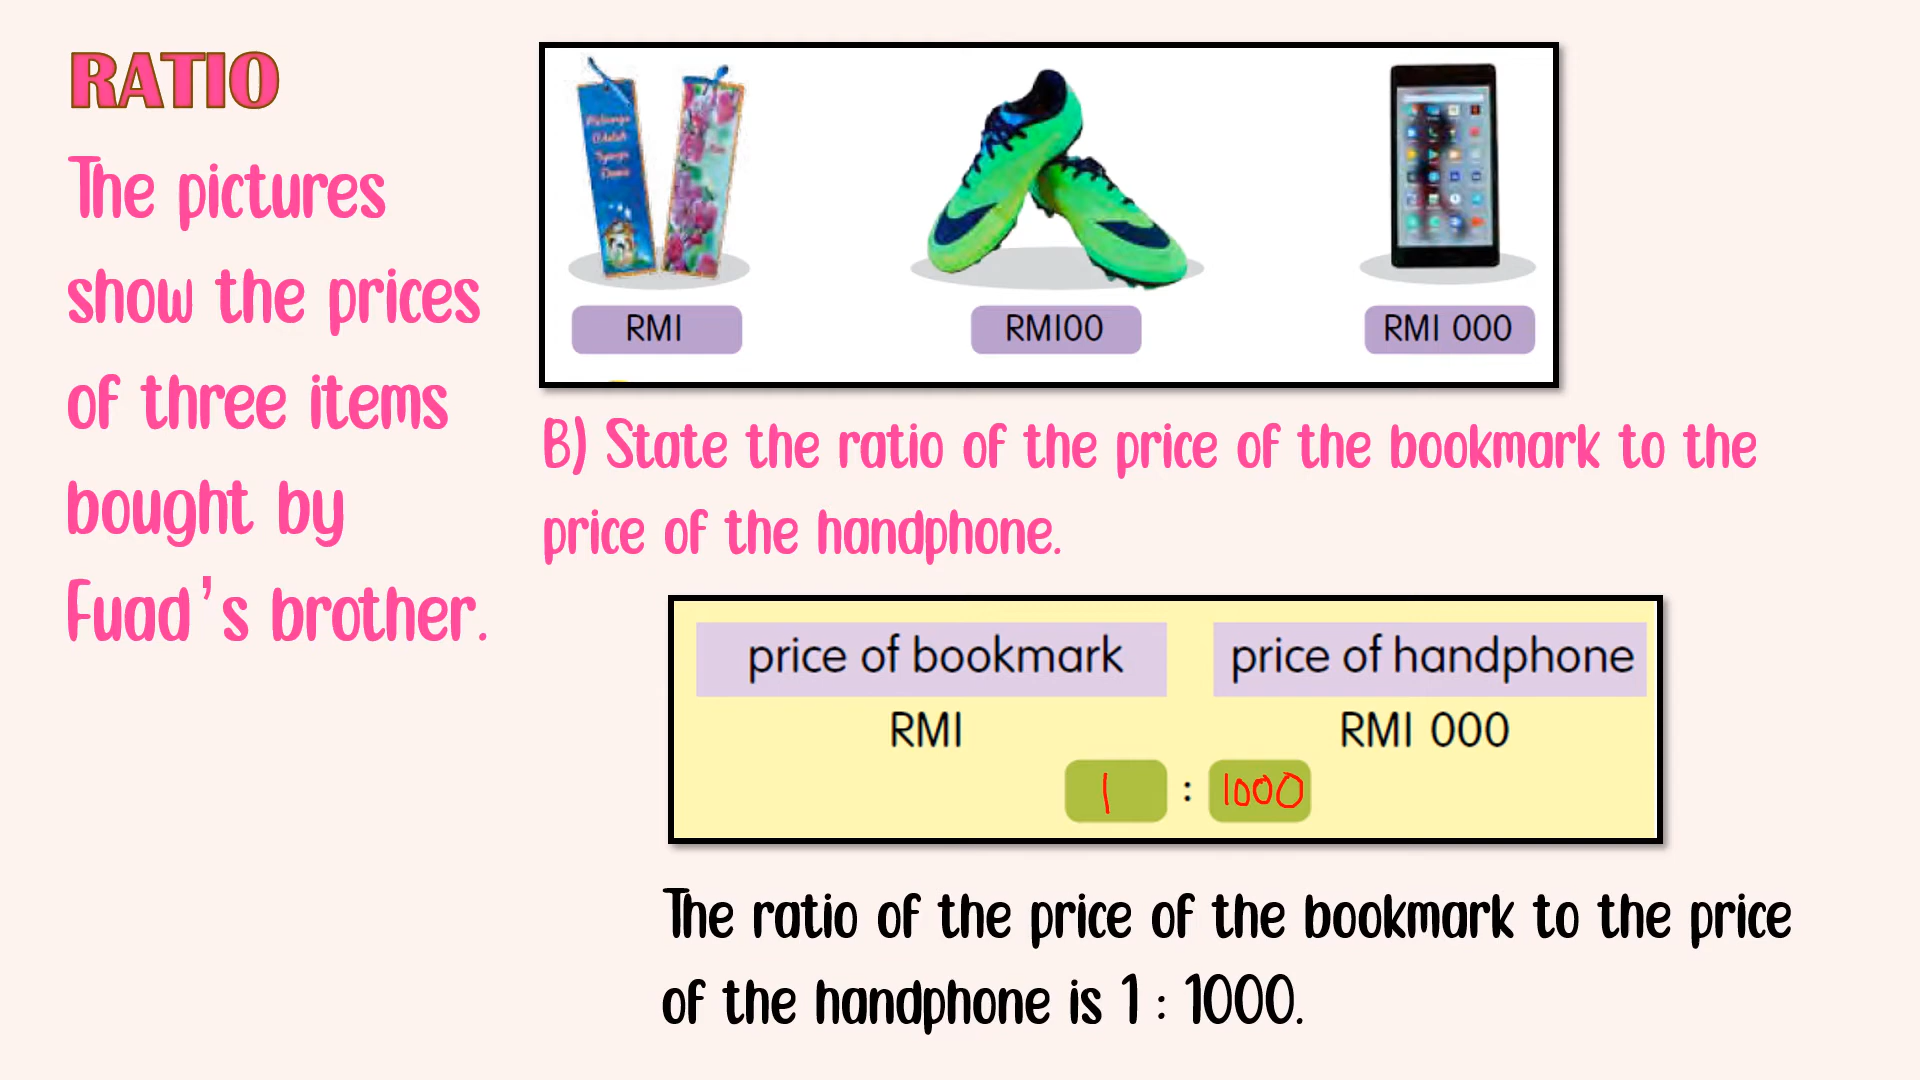 RATIO
The pictures
show the prices
of three items
bought by
Fuad's brother.
RM1
RM100
RM1 000
B) State the ratio of the price of the bookmark to the
price of the handphone.
price of bookmark
price of handphone
RM1
RM1 000
1 : 1000
The ratio of the price of the bookmark to the price
of the handphone is 1 : 1000.